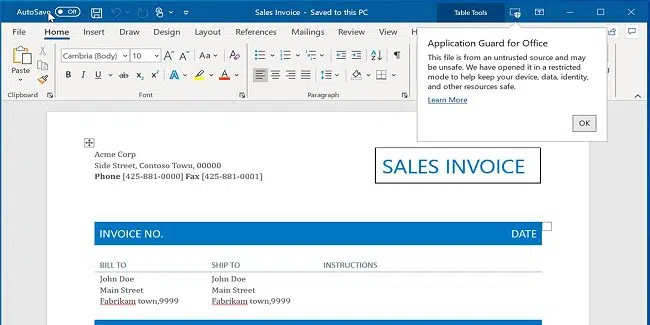 AutoSave Off Sales Invoice - Saved to this PC Table Tools
File Home Insert Draw Design Layout References Mailings Review View H
Paste Cambria (Body) 10
Clipboard Font Paragraph
Application Guard for Office
This file is from an untrusted source and may
be unsafe. We have opened it in a restricted
mode to help keep your device, data, identity,
and other resources safe.
Learn More
OK
Acme Corp
Side Street, Contoso Town, 00000
Phone [425-881-0000] Fax [425-881-0001]
SALES INVOICE
INVOICE NO. DATE
BILL TO SHIP TO INSTRUCTIONS
John Doe John Doe
Main Street Main Street
Fabrikam town,9999 Fabrikam town,9999